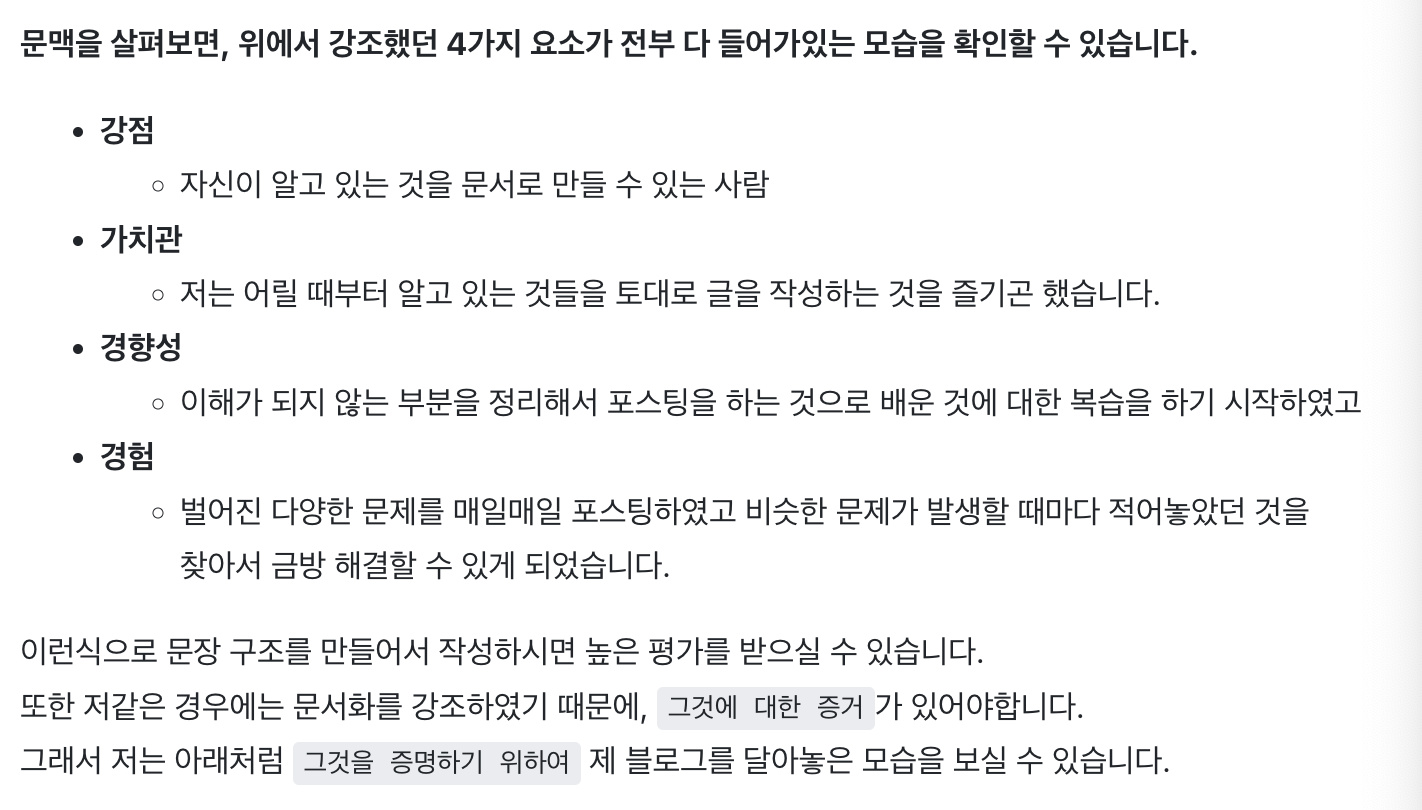 문맥을 살펴보면, 위에서 강조했던 4가지 요소가 전부 다 들어가있는 모습을 확인할 수 있습니다.
강점
자신이 알고 있는 것을 문서로 만들 수 있는 사람
가치관
저는 어릴 때부터 알고 있는 것들을 토대로 글을 작성하는 것을 즐기곤 했습니다.
경향성
이해가 되지 않는 부분을 정리해서 포스팅을 하는 것으로 배운 것에 대한 복습을 하기 시작하였고
경험
벌어진 다양한 문제를 매일매일 포스팅하였고 비슷한 문제가 발생할 때마다 적어놓았던 것을
찾아서 금방 해결할 수 있게 되었습니다.
이런식으로 문장 구조를 만들어서 작성하시면 높은 평가를 받으실 수 있습니다.
또한 저같은 경우에는 문서화를 강조하였기 때문에, 그것에 대한 증거가 있어야합니다.
그래서 저는 아래처럼 그것을 증명하기 위하여 제 블로그를 달아놓은 모습을 보실 수 있습니다.